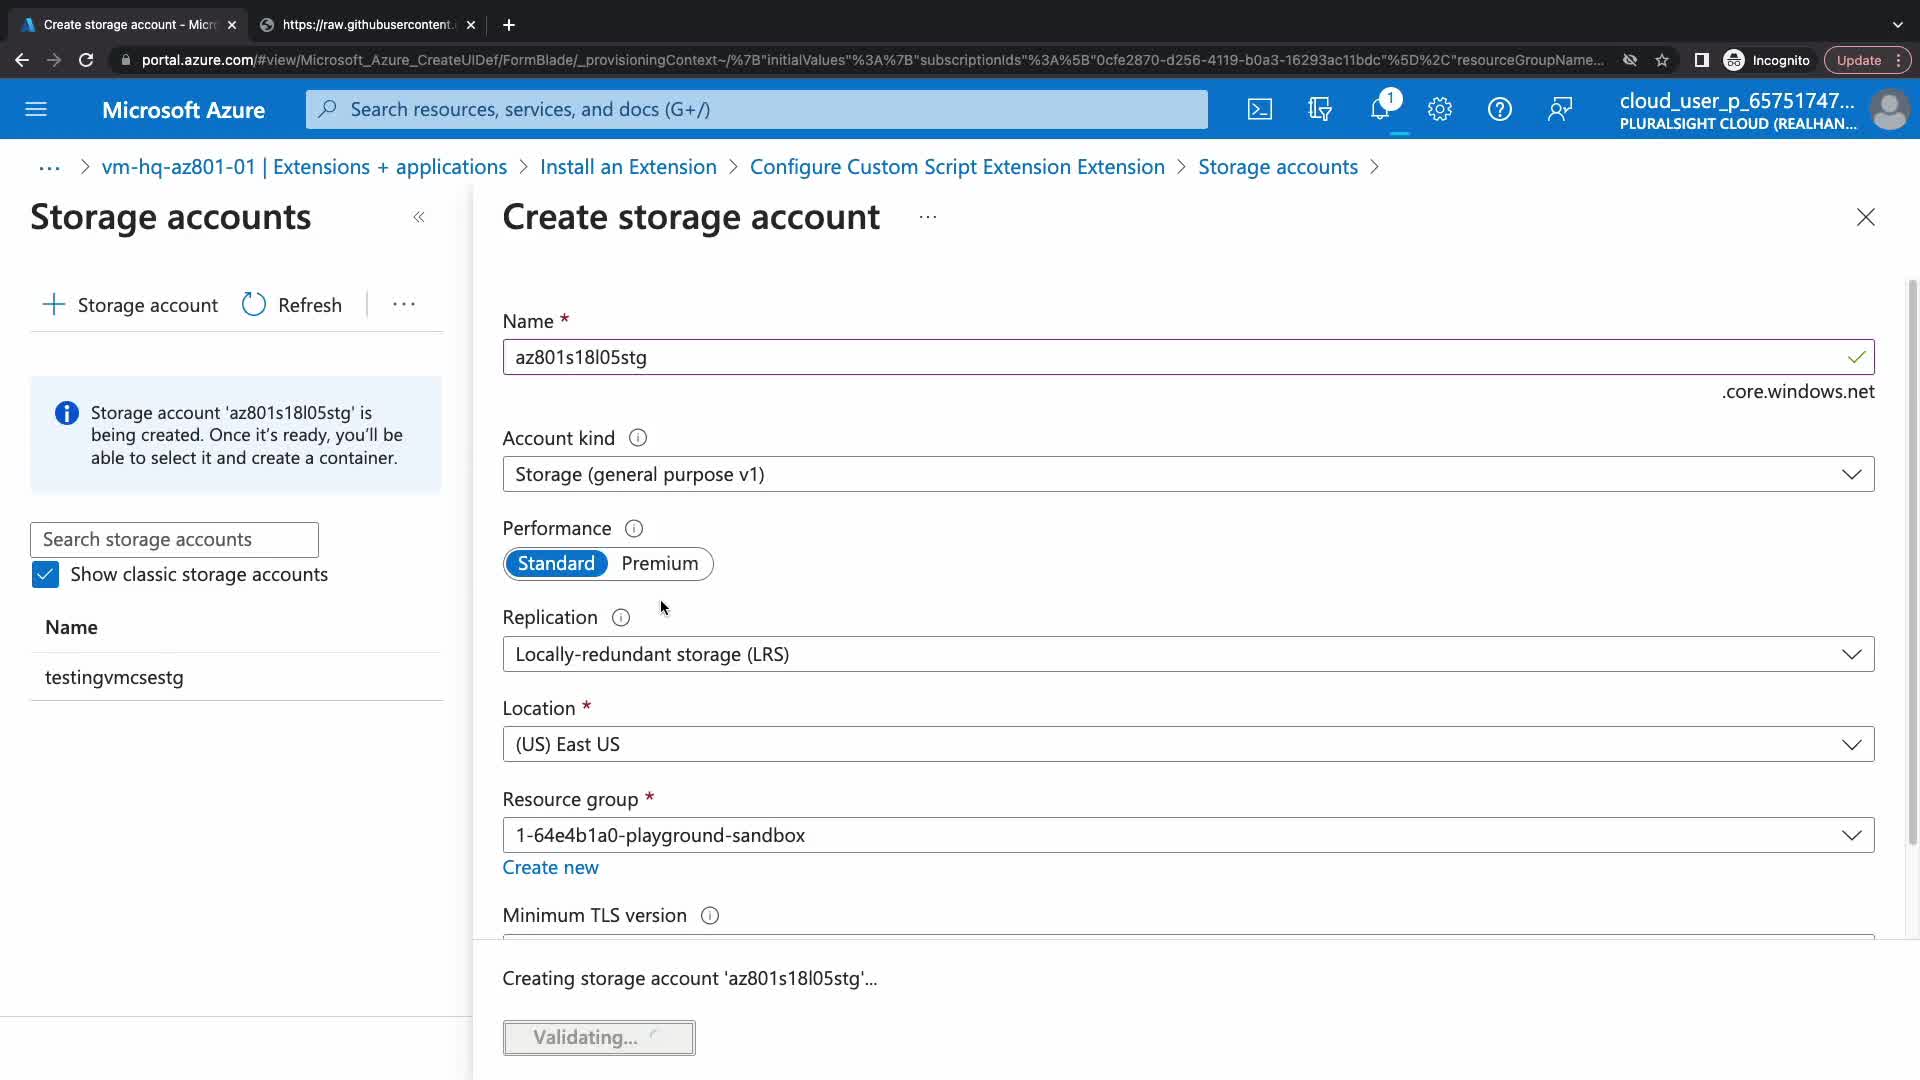 Create storage account - Micr
https://raw.githubusercontent.
portal.azure.com/#view/Microsoft_Azure_CreateUIDef/FormBlade/_provisioningContext~/%7B"initialValues"%3A%7B"subscriptionIds"%3A%5B"0cfe2870-d256-4119-b0a3-16293ac11bdc"%5D%2C"resourceGroupName...
Incognito
Update
Microsoft Azure
Search resources, services, and docs (G+/)
1
cloud_user_p_65751747...
PLURALSIGHT CLOUD (REALHAN...
... > vm-hq-az801-01 | Extensions + applications > Install an Extension > Configure Custom Script Extension Extension > Storage accounts >
Storage accounts
«
Create storage account
...
+ Storage account
Refresh
...
Storage account 'az801s18l05stg' is
being created. Once it's ready, you'll be
able to select it and create a container.
Search storage accounts
Show classic storage accounts
Name
testingvmcsestg
Name *
az801s18l05stg
.core.windows.net
Account kind
Storage (general purpose v1)
Performance
Standard Premium
Replication
Locally-redundant storage (LRS)
Location *
(US) East US
Resource group *
1-64e4b1a0-playground-sandbox
Create new
Minimum TLS version
Creating storage account 'az801s18l05stg'...
Validating...